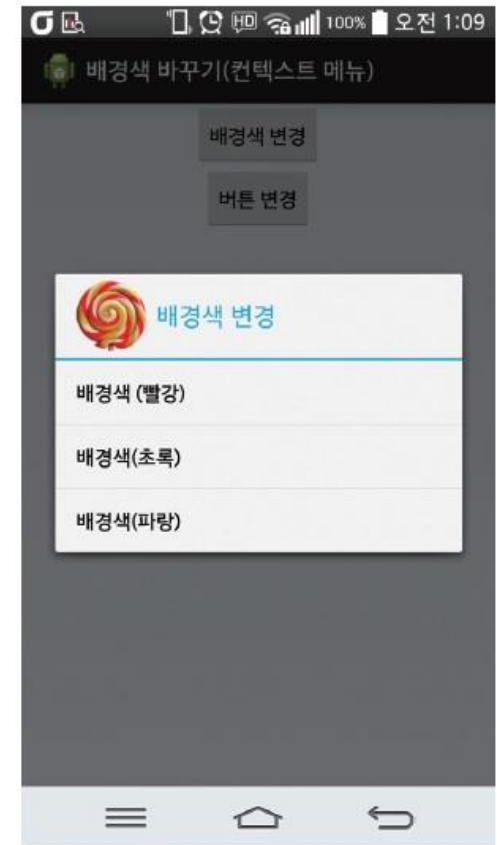 100% 오전 1:09
배경색 바꾸기(컨텍스트 메뉴)
배경색 변경
버튼 변경
배경색 변경
배경색 (빨강)
배경색(초록)
배경색(파랑)